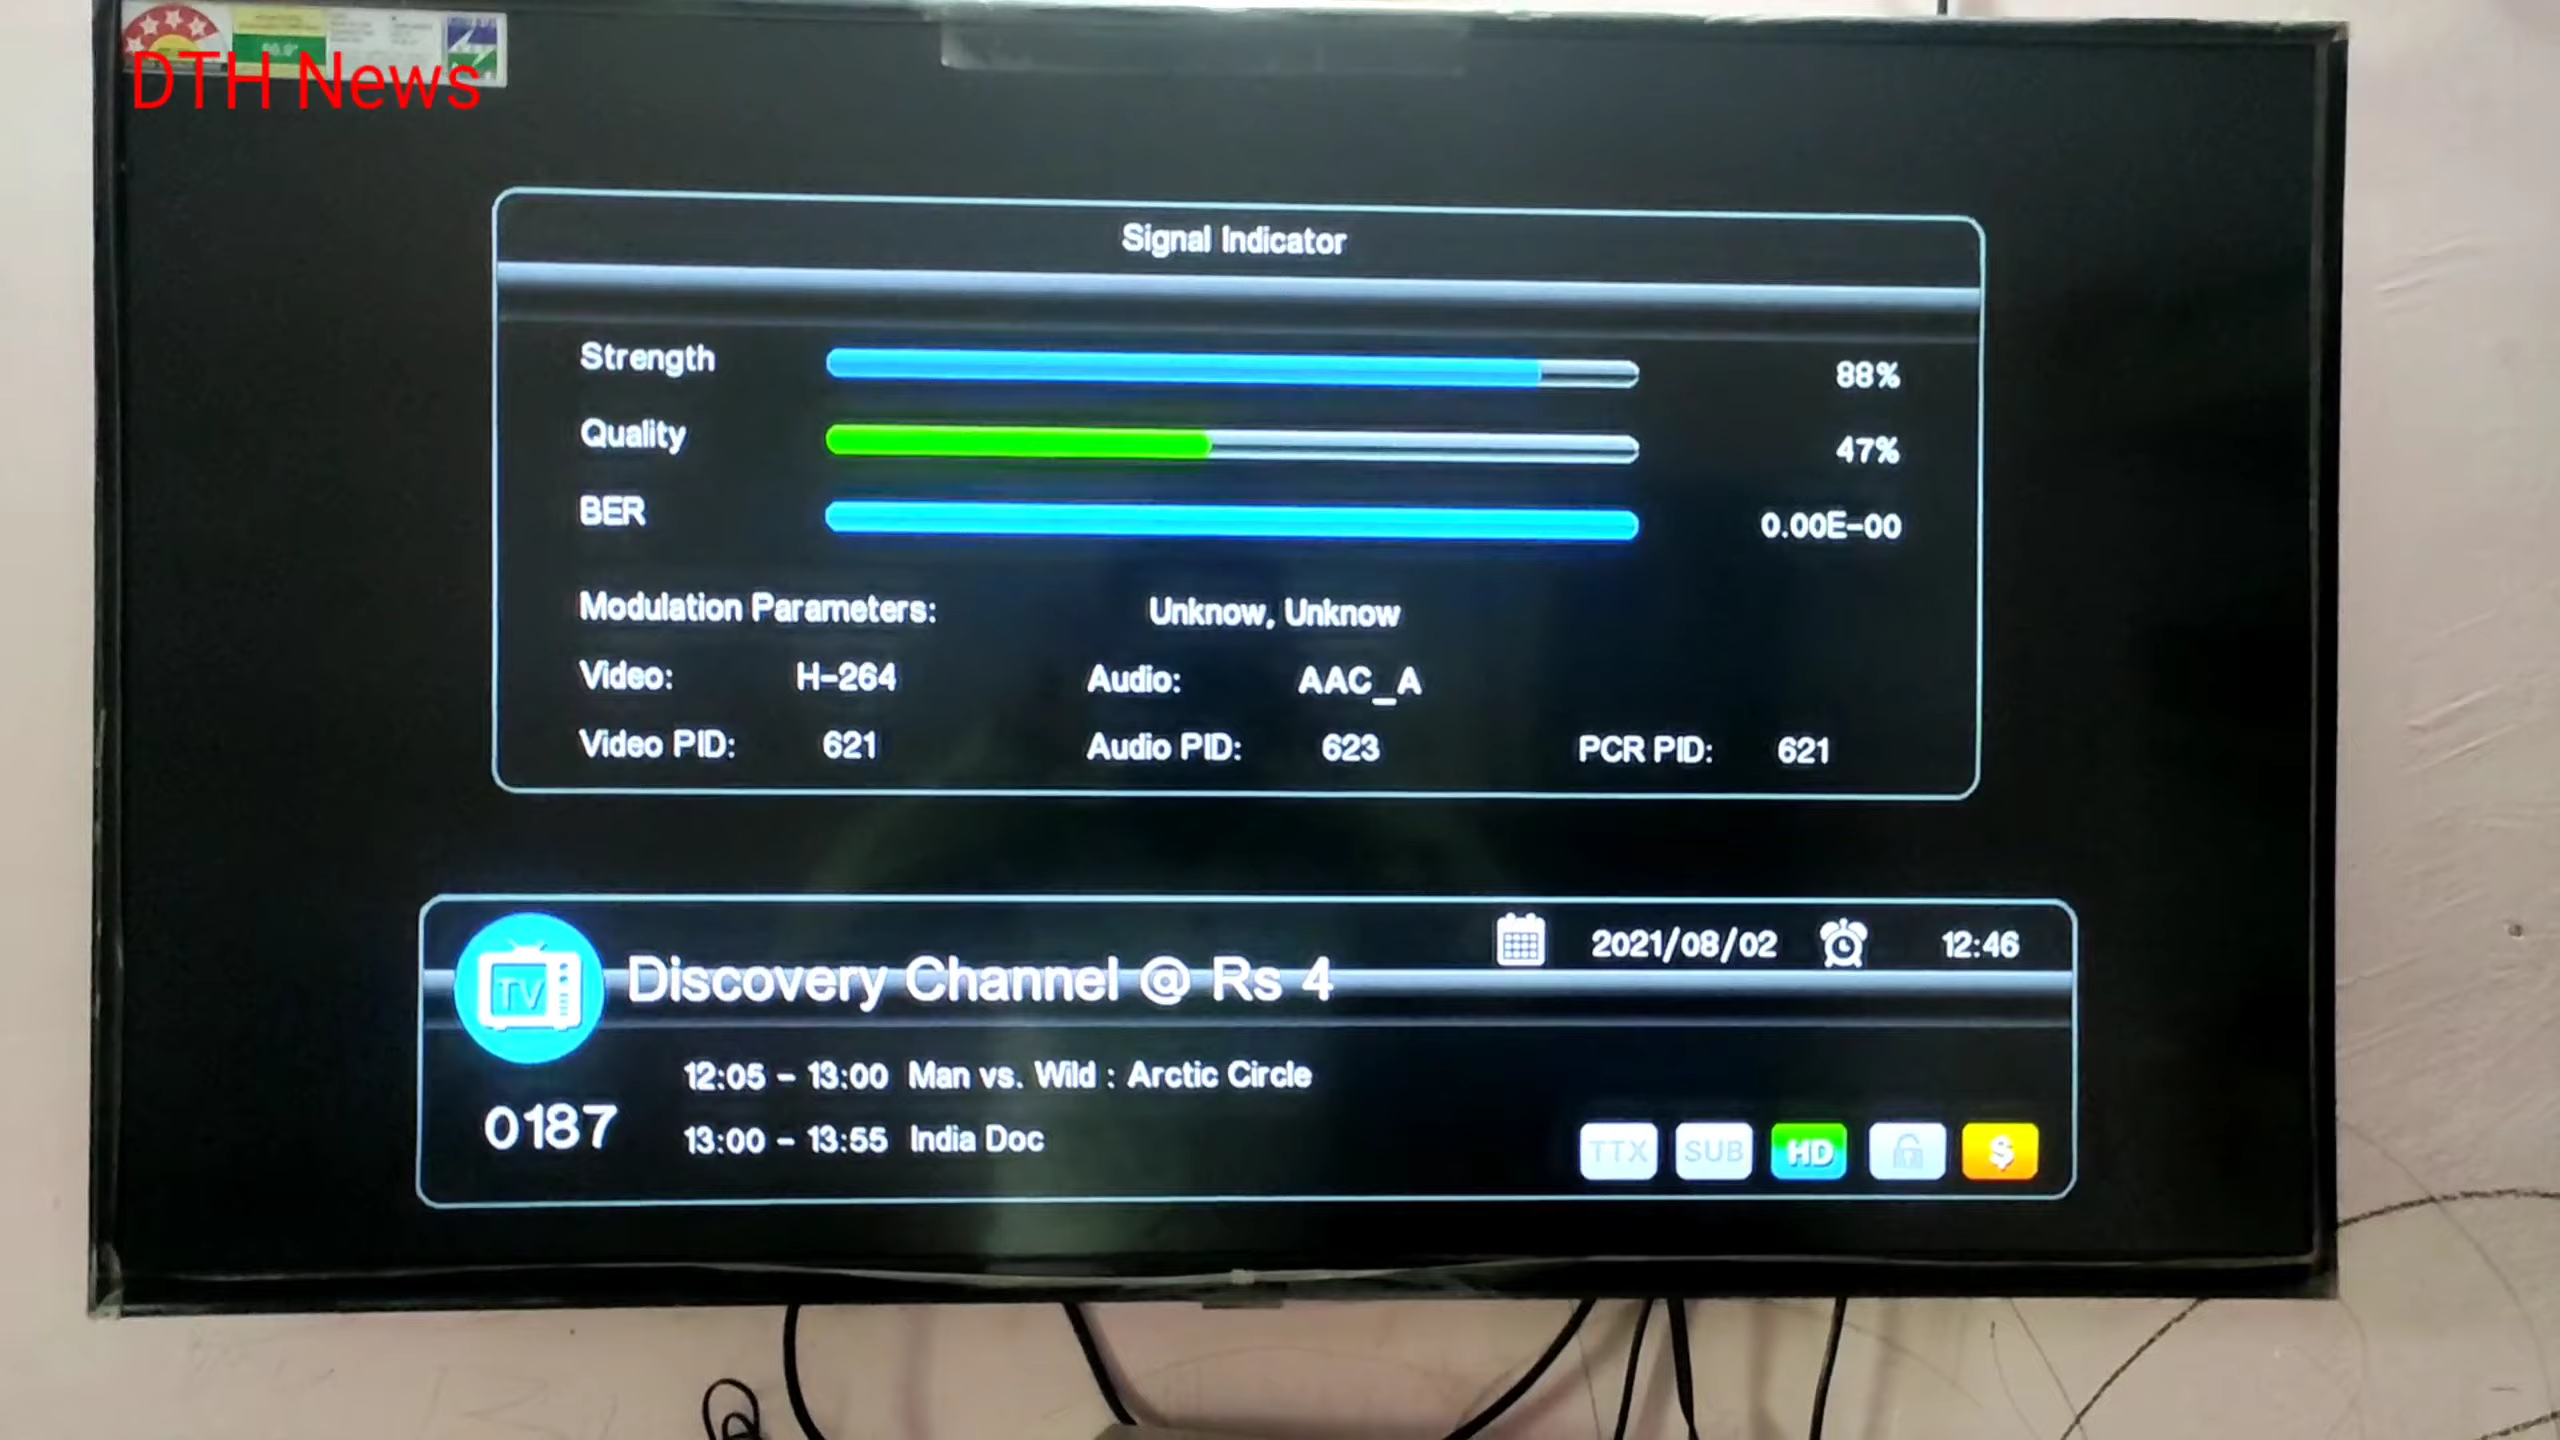 DTH News
Signal Indicator
Strength 88%
Quality 47%
BER 0.00E-00
Modulation Parameters: Unknow, Unknow
Video: H-264 Audio: AAC_A
Video PID: 621 Audio PID: 623 PCR PID: 621
2021/08/02 12:46
TV Discovery Channel @ Rs 4
12:05 - 13:00 Man vs. Wild : Arctic Circle
0187
13:00 - 13:55 India Doc
TTX SUB HD $